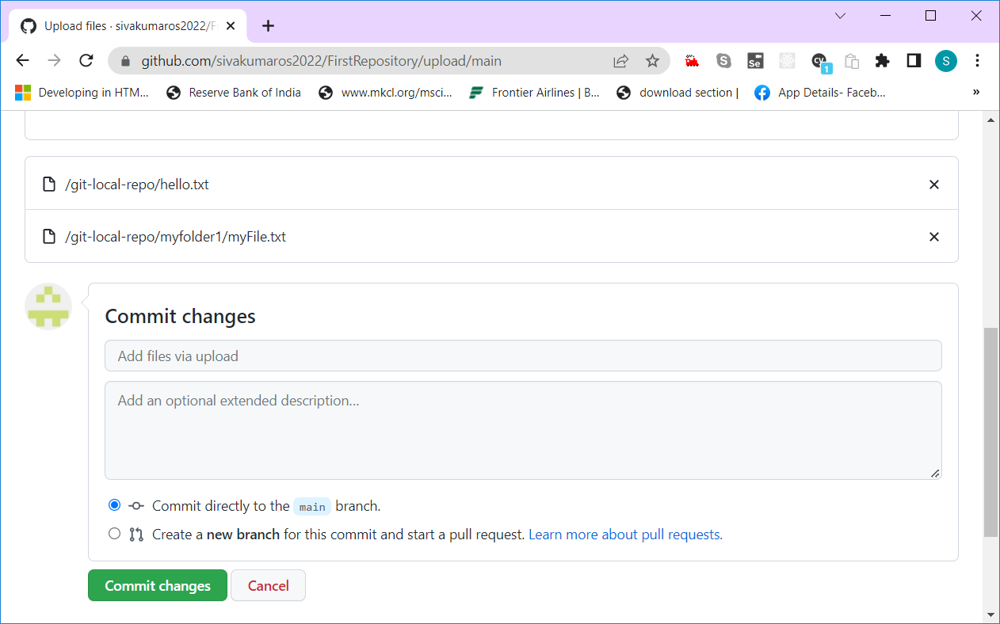 Upload files · sivakumaros2022/F
github.com/sivakumaros2022/FirstRepository/upload/main
Se
cy
1
S
Developing in HTM...
Reserve Bank of India
www.mkcl.org/msci...
Frontier Airlines | B...
download section |
App Details- Faceb...
»
/git-local-repo/hello.txt
/git-local-repo/myfolder1/myFile.txt
Commit changes
Add files via upload
Add an optional extended description...
Commit directly to the main branch.
Create a new branch for this commit and start a pull request. Learn more about pull requests.
Commit changes
Cancel